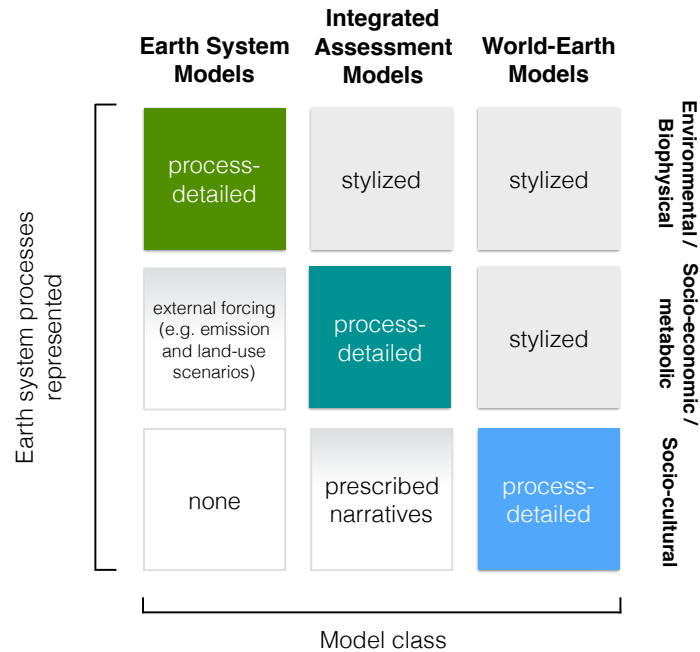 Earth System
Models
Integrated
Assessment
Models
World-Earth
Models
process-
detailed
stylized
stylized
Environmental /
Biophysical
external forcing
(e.g. emission
and land-use
scenarios)
process-
detailed
stylized
Socio-economic /
metabolic
none
prescribed
narratives
process-
detailed
Socio-cultural
Earth system processes
represented
Model class